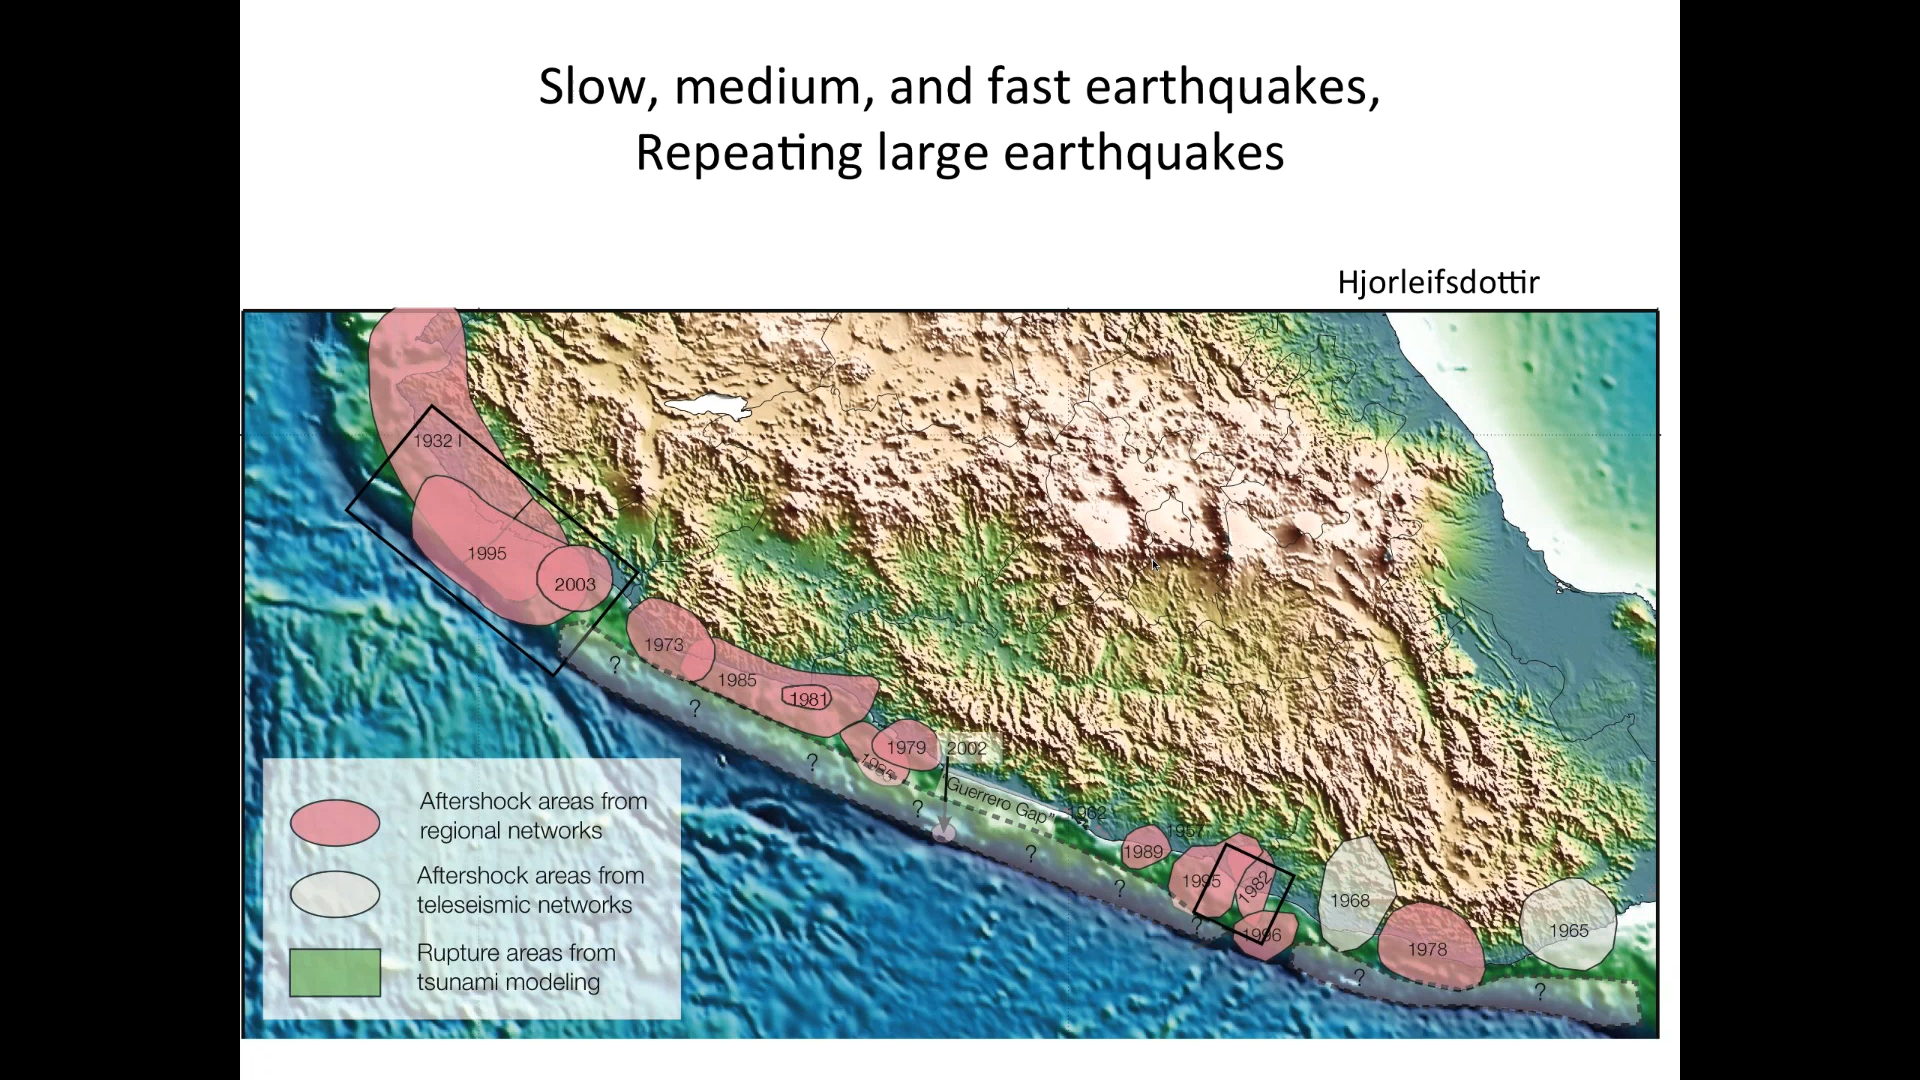 Slow, medium, and fast earthquakes,
Repeating large earthquakes
Hjorleifsdottir
1932 I
1995
2003
1973
?
1985
1981
?
1979
2002
?
?
Guerrero Gap"
1962
1957
?
1989
1995
1982
?
?
1996
1968
1978
1965
?
?
Aftershock areas from
regional networks
Aftershock areas from
teleseismic networks
Rupture areas from
tsunami modeling